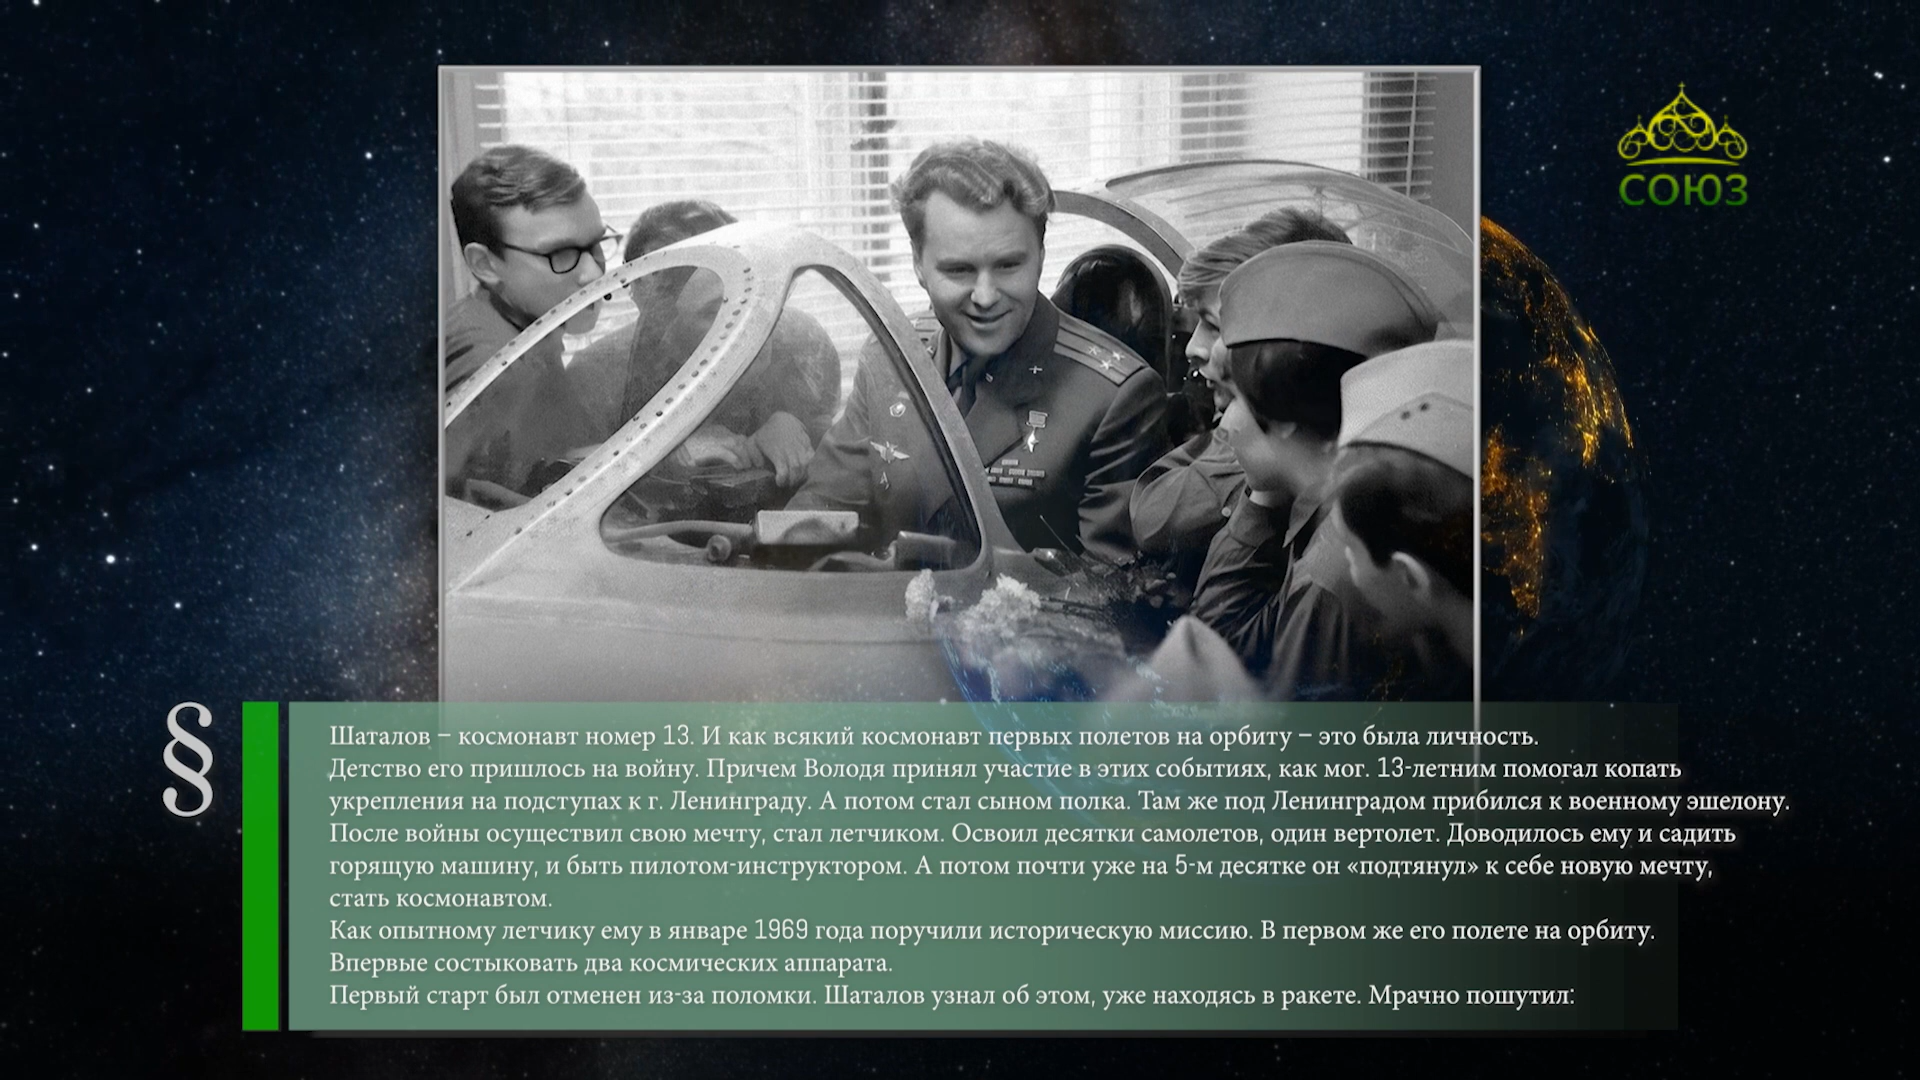 СОЮЗ
§
Шаталов – космонавт номер 13. И как всякий космонавт первых полетов на орбиту – это была личность.
Детство его пришлось на войну. Причем Володя принял участие в этих событиях, как мог. 13-летним помогал копать
укрепления на подступах к г. Ленинграду. А потом стал сыном полка. Там же под Ленинградом прибился к военному эшелону.
После войны осуществил свою мечту, стал летчиком. Освоил десятки самолетов, один вертолет. Доводилось ему и садить
горящую машину, и быть пилотом-инструктором. А потом почти уже на 5-м десятке он «подтянул» к себе новую мечту,
стать космонавтом.
Как опытному летчику ему в январе 1969 года поручили историческую миссию. В первом же его полете на орбиту.
Впервые состыковать два космических аппарата.
Первый старт был отменен из-за поломки. Шаталов узнал об этом, уже находясь в ракете. Мрачно пошутил: